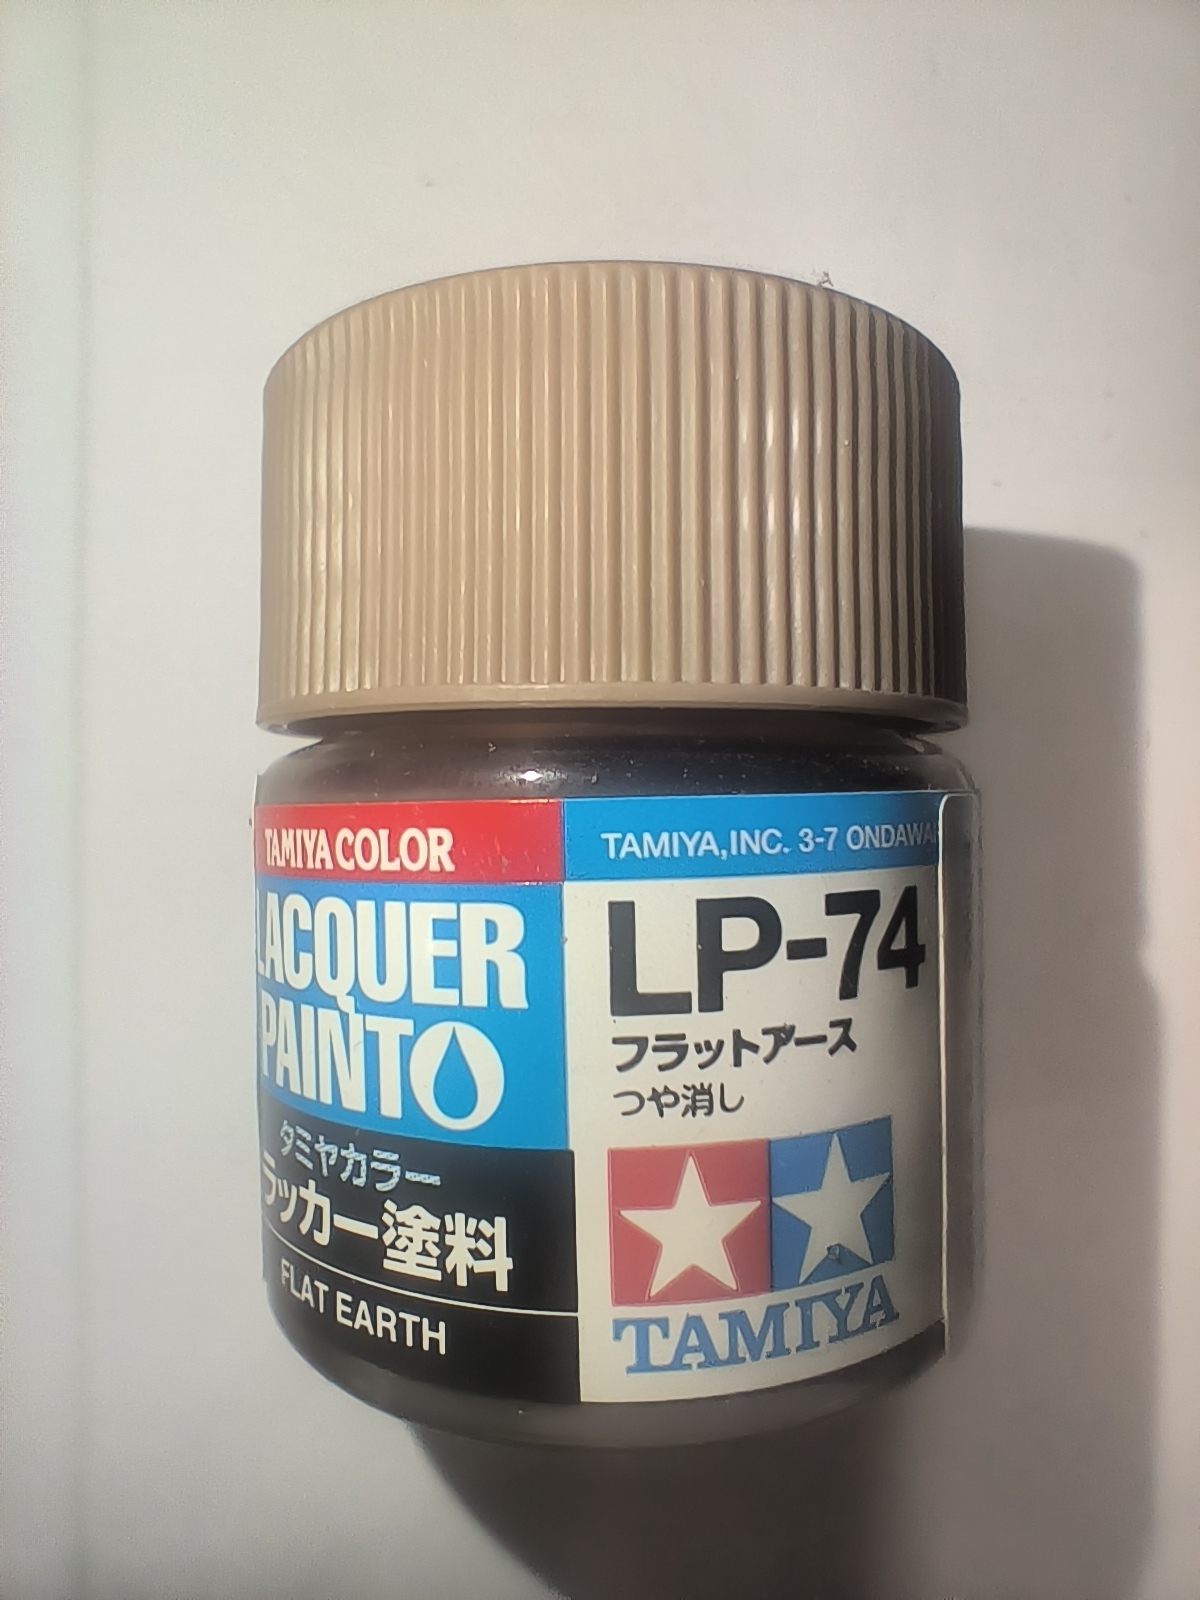 TAMIYA COLOR
LACQUER
PAINT
タミヤカラー
ラッカー塗料
FLAT EARTH
TAMIYA, INC. 3-7 ONDAWA
LP-74
フラットアース
つや消し
TAMIYA